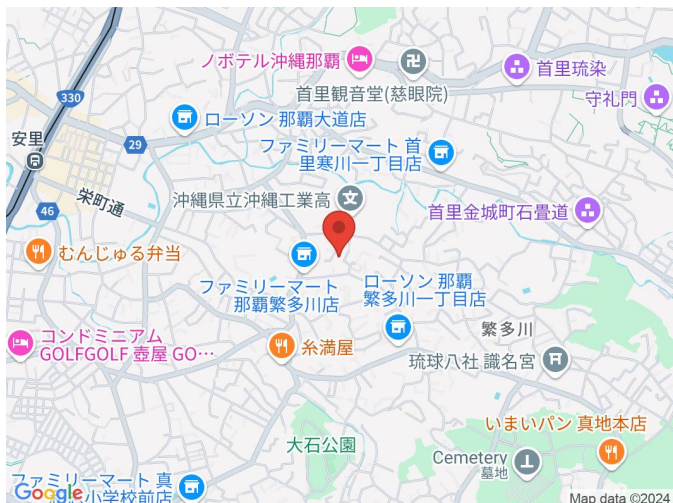 ノボテル沖縄那覇
首里観音堂(慈眼院)
首里琉染
守礼門
330
ローソン 那覇大道店
29
安里
ファミリーマート 首
里寒川一丁目店
栄町通
46
沖縄県立沖縄工業高
首里金城町石畳道
むんじゅる弁当
ファミリーマート
那覇繁多川店
ローソン 那覇
繁多川一丁目店
コンドミニアム
GOLFGOLF 壺屋 GO…
糸満屋
繁多川
琉球八社 識名宮
いまいパン 真地本店
大石公園
Cemetery
墓地
ファミリーマート 真
小学校前店
Google
Map data ©2024